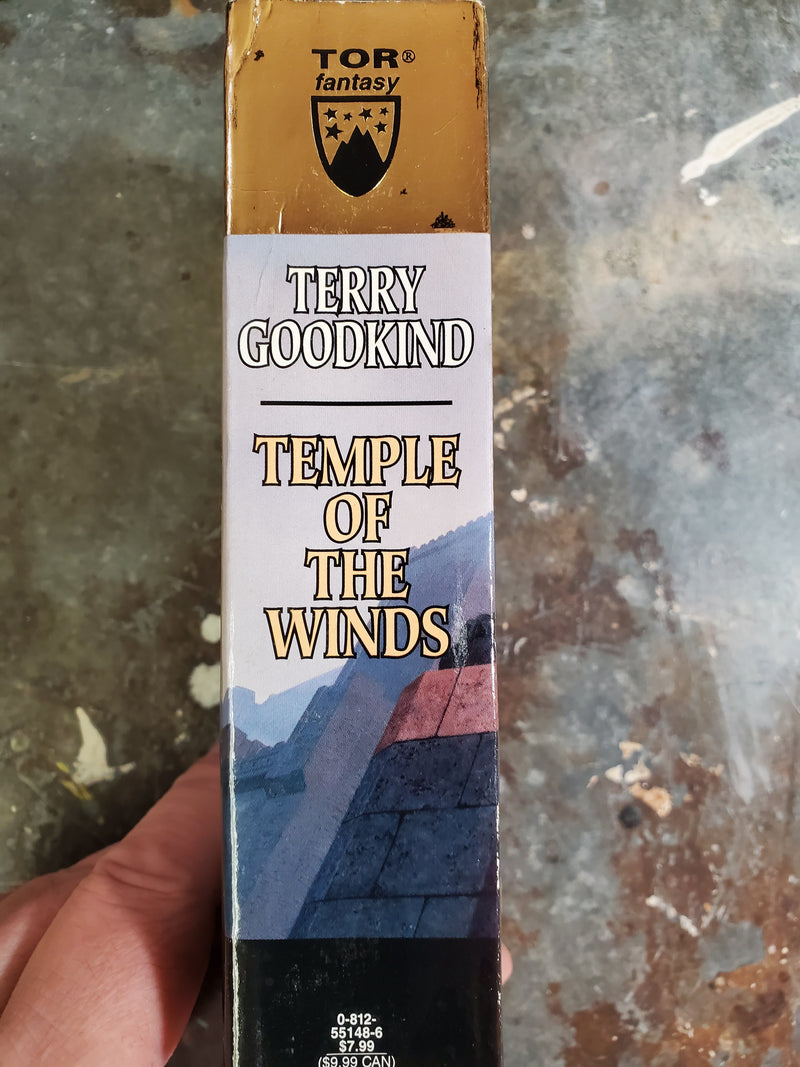 TOR®
fantasy
TERRY
GOODKIND
TEMPLE
OF
THE
WINDS
0-812-
55148-6
$7.99
($9.99 CAN)